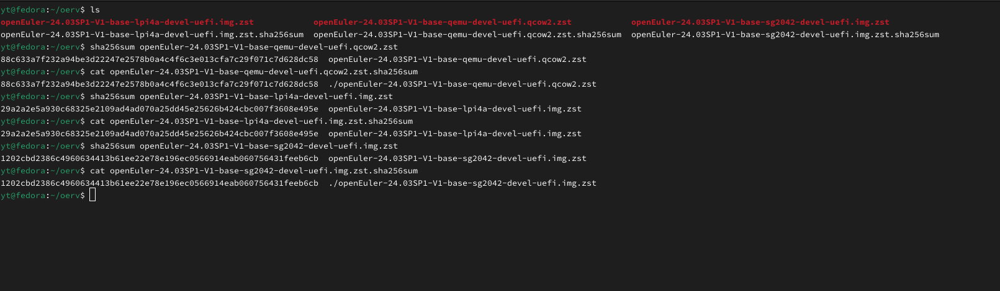 yt@fedora:~/oerv$ ls
openEuler-24.03SP1-V1-base-lpi4a-devel-uefi.img.zst openEuler-24.03SP1-V1-base-qemu-devel-uefi.qcow2.zst openEuler-24.03SP1-V1-base-sg2042-devel-uefi.img.zst
openEuler-24.03SP1-V1-base-lpi4a-devel-uefi.img.zst.sha256sum openEuler-24.03SP1-V1-base-qemu-devel-uefi.qcow2.zst.sha256sum openEuler-24.03SP1-V1-base-sg2042-devel-uefi.img.zst.sha256sum
yt@fedora:~/oerv$ sha256sum openEuler-24.03SP1-V1-base-qemu-devel-uefi.qcow2.zst
88c633a7f232a94be3d22247e2578b0a4c4f6c3e013cfa7c29f071c7d628dc58 openEuler-24.03SP1-V1-base-qemu-devel-uefi.qcow2.zst
yt@fedora:~/oerv$ cat openEuler-24.03SP1-V1-base-qemu-devel-uefi.qcow2.zst.sha256sum
88c633a7f232a94be3d22247e2578b0a4c4f6c3e013cfa7c29f071c7d628dc58 ./openEuler-24.03SP1-V1-base-qemu-devel-uefi.qcow2.zst
yt@fedora:~/oerv$ sha256sum openEuler-24.03SP1-V1-base-lpi4a-devel-uefi.img.zst
29a2a2e5a930c68325e2109ad4ad070a25dd45e25626b424cbc007f3608e495e openEuler-24.03SP1-V1-base-lpi4a-devel-uefi.img.zst
yt@fedora:~/oerv$ cat openEuler-24.03SP1-V1-base-lpi4a-devel-uefi.img.zst.sha256sum
29a2a2e5a930c68325e2109ad4ad070a25dd45e25626b424cbc007f3608e495e openEuler-24.03SP1-V1-base-lpi4a-devel-uefi.img.zst
yt@fedora:~/oerv$ sha256sum openEuler-24.03SP1-V1-base-sg2042-devel-uefi.img.zst
1202cbd2386c4960634413b61ee22e78e196ec0566914eab060756431feeb6cb openEuler-24.03SP1-V1-base-sg2042-devel-uefi.img.zst
yt@fedora:~/oerv$ cat openEuler-24.03SP1-V1-base-sg2042-devel-uefi.img.zst.sha256sum
1202cbd2386c4960634413b61ee22e78e196ec0566914eab060756431feeb6cb ./openEuler-24.03SP1-V1-base-sg2042-devel-uefi.img.zst
yt@fedora:~/oerv$